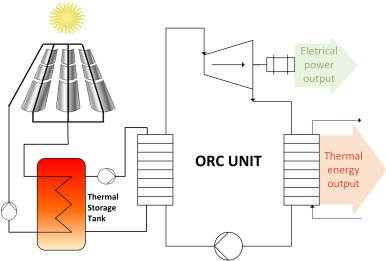 Eletrical
power
output
ORC UNIT
Thermal
energy
output
Thermal
Storage
Tank